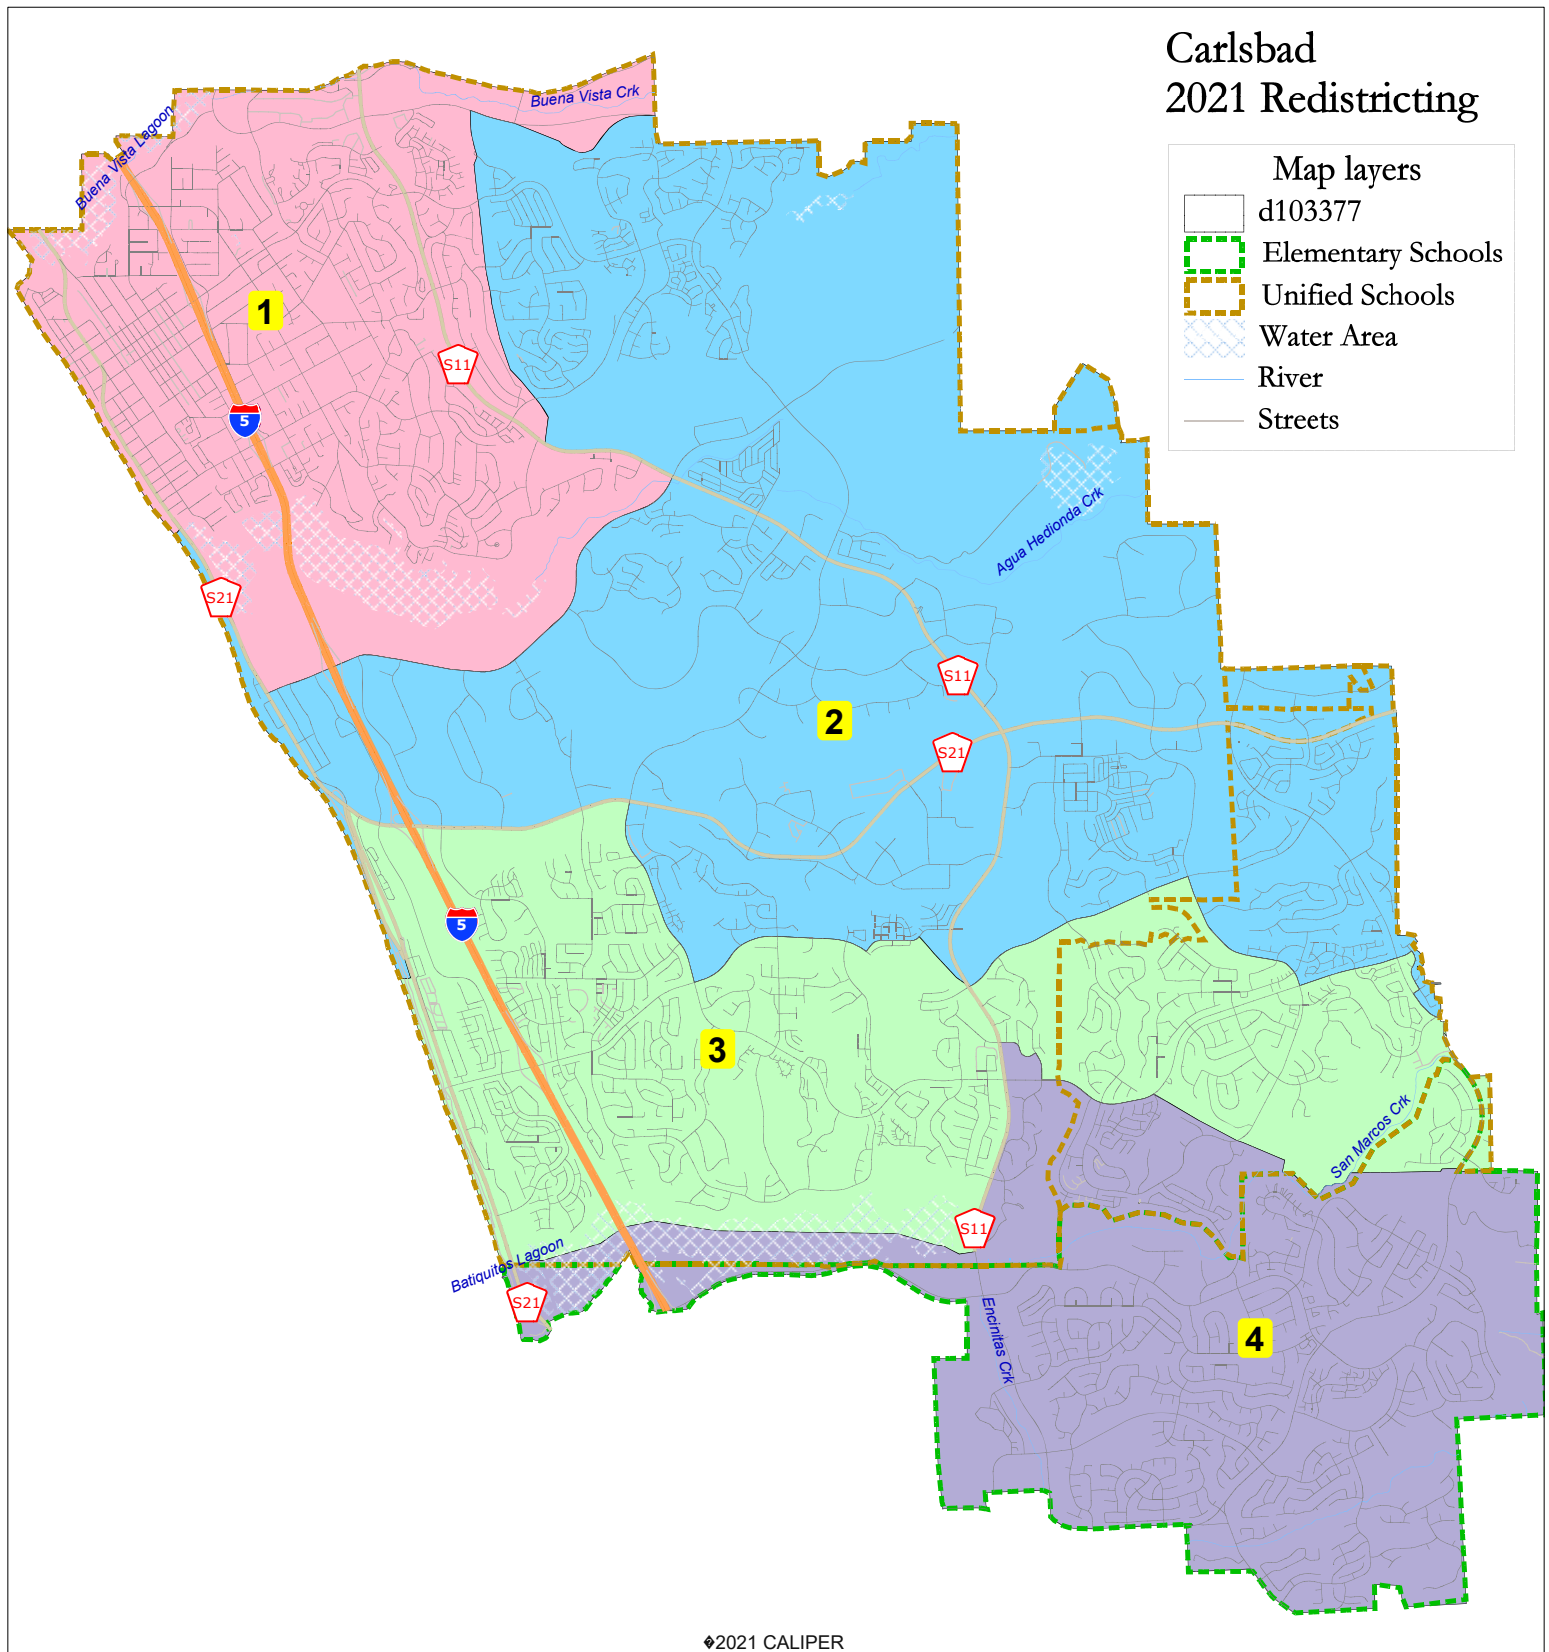 Carlsbad
2021 Redistricting
Map layers
d103377
Elementary Schools
Unified Schools
Water Area
River
Streets
Buena Vista Crk
Buena Vista Lagoon
1
S11
5
Agua Hedionda Crk
S21
S11
2
S21
5
3
San Marcos Crk
S11
Batiquitos Lagoon
S21
Encinitas Crk
4
�2021 CALIPER